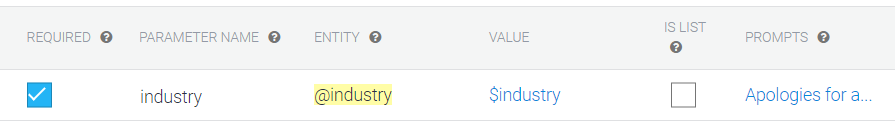 REQUIRED ? PARAMETER NAME ? ENTITY ? VALUE IS LIST ? PROMPTS ?
industry @industry $industry Apologies for a...